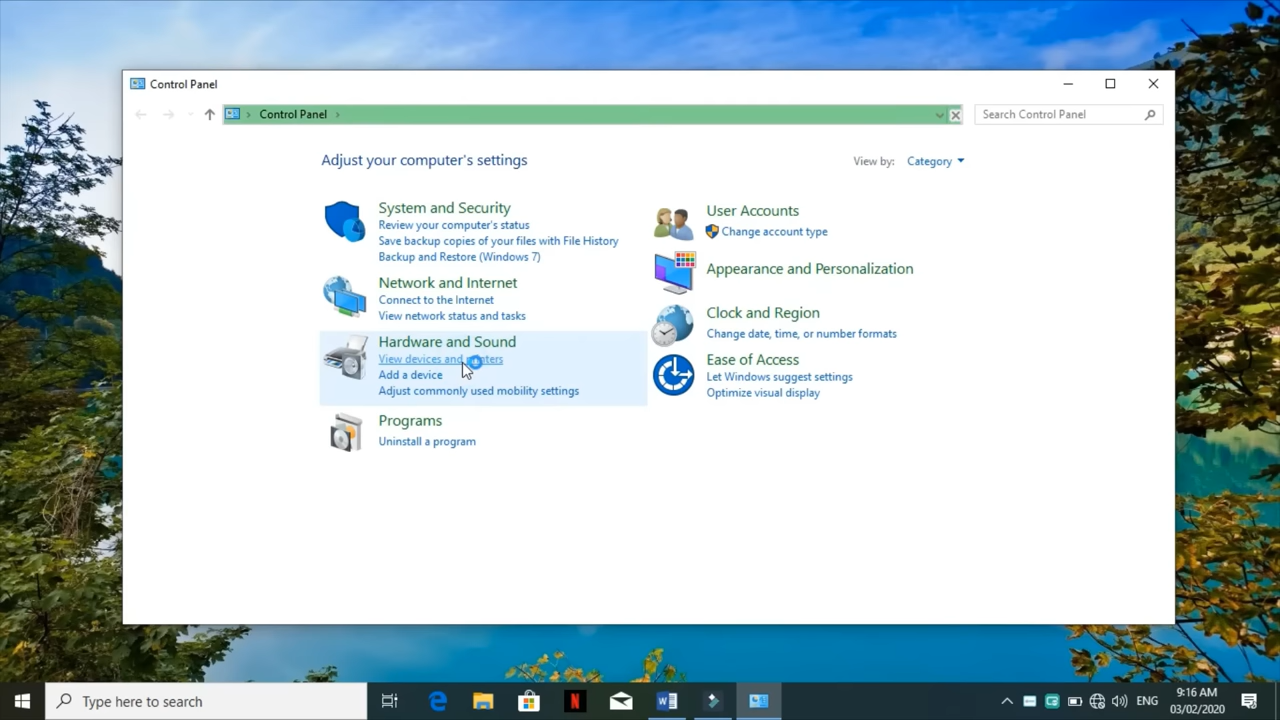 Control Panel
Control Panel
Search Control Panel
Adjust your computer's settings
View by: Category
System and Security
Review your computer's status
Save backup copies of your files with File History
Backup and Restore (Windows 7)
Network and Internet
Connect to the Internet
View network status and tasks
Hardware and Sound
View devices and printers
Add a device
Adjust commonly used mobility settings
Programs
Uninstall a program
User Accounts
Change account type
Appearance and Personalization
Clock and Region
Change date, time, or number formats
Ease of Access
Let Windows suggest settings
Optimize visual display
Type here to search
N
W
ENG
9:16 AM
03/02/2020